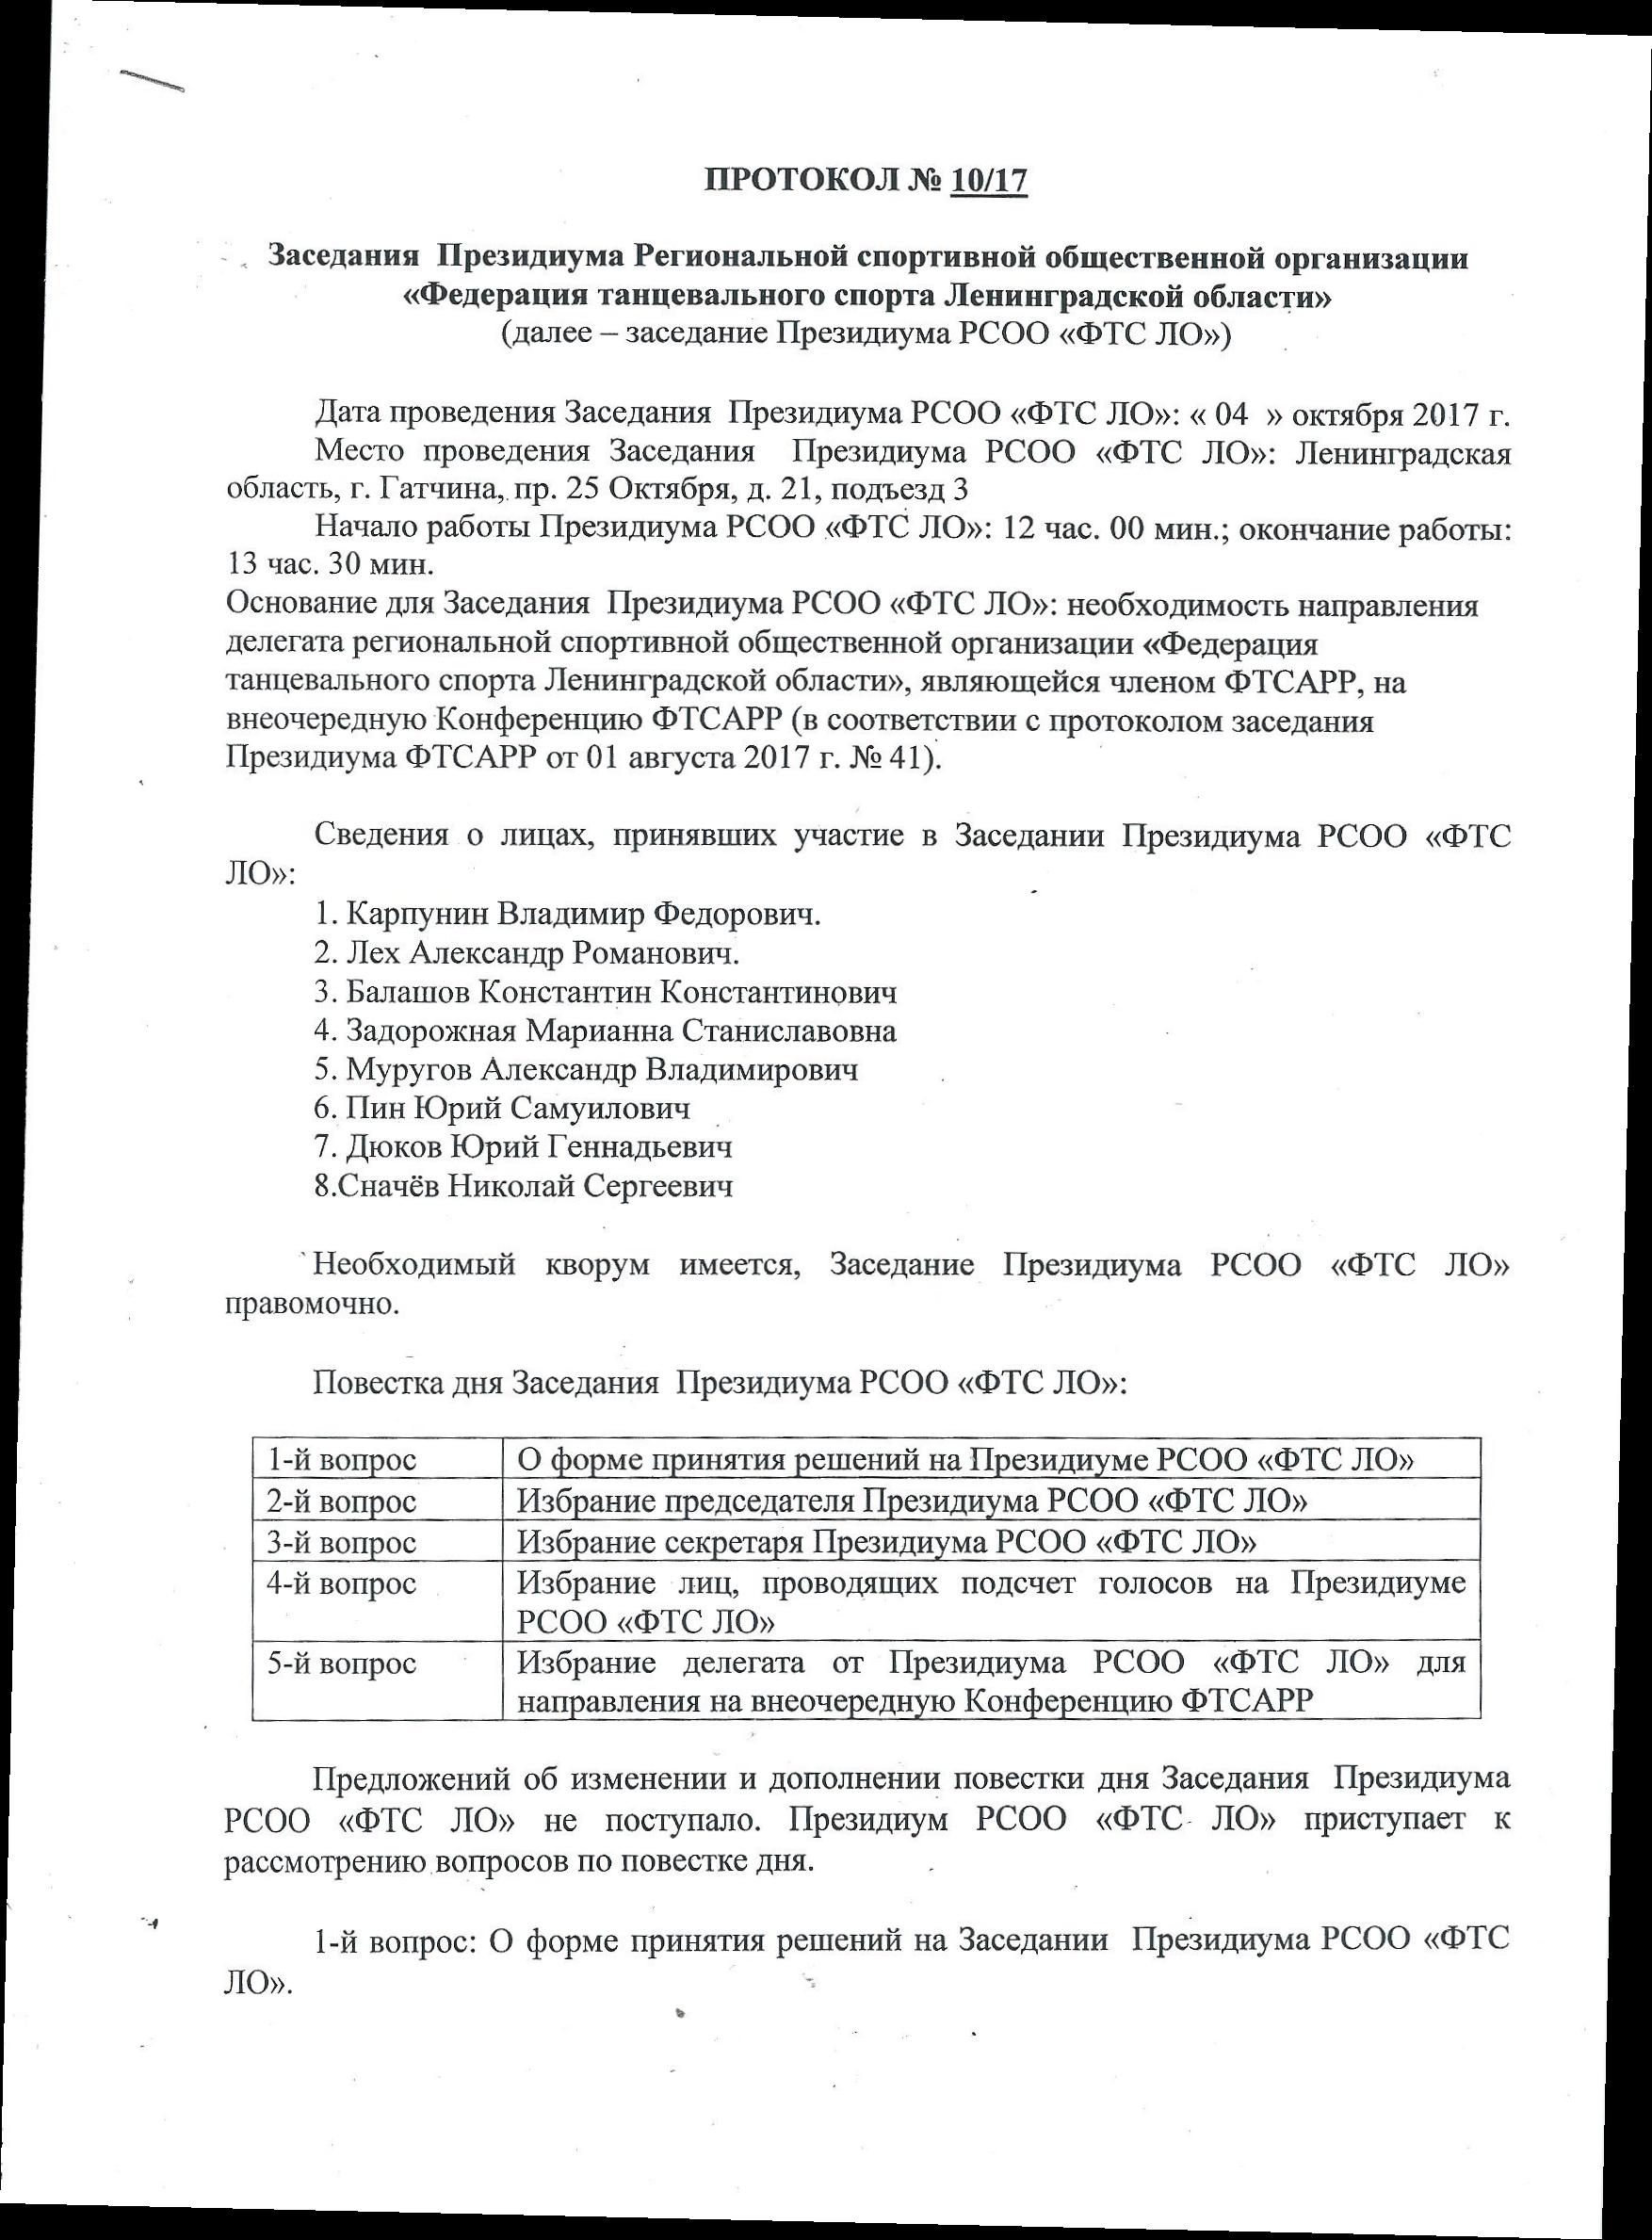 ПРОТОКОЛ № 10/17
Заседания Президиума Региональной спортивной общественной организации
«Федерация танцевального спорта Ленинградской области»
(далее – заседание Президиума РСОО «ФТС ЛО»)
Дата проведения Заседания Президиума РСОО «ФТС ЛО»: « 04 » октября 2017 г.
Место проведения Заседания Президиума РСОО «ФТС ЛО»: Ленинградская
область, г. Гатчина, пр. 25 Октября, д. 21, подъезд 3
Начало работы Президиума РСОО «ФТС ЛО»: 12 час. 00 мин.; окончание работы:
13 час. 30 мин.
Основание для Заседания Президиума РСОО «ФТС ЛО»: необходимость направления
делегата региональной спортивной общественной организации «Федерация
танцевального спорта Ленинградской области», являющейся членом ФТСАРР, на
внеочередную Конференцию ФТСАРР (в соответствии с протоколом заседания
Президиума ФТСАРР от 01 августа 2017 г. № 41).
Сведения о лицах, принявших участие в Заседании Президиума РСОО «ФТС
ЛО»:
1. Карпунин Владимир Федорович.
2. Лех Александр Романович.
3. Балашов Константин Константинович
4. Задорожная Марианна Станиславовна
5. Муругов Александр Владимирович
6. Пин Юрий Самуилович
7. Дюков Юрий Геннадьевич
8.Сначёв Николай Сергеевич
Необходимый кворум имеется, Заседание Президиума РСОО «ФТС ЛО»
правомочно.
Повестка дня Заседания Президиума РСОО «ФТС ЛО»:
1-й вопрос О форме принятия решений на Президиуме РСОО «ФТС ЛО»
2-й вопрос Избрание председателя Президиума РСОО «ФТС ЛО»
3-й вопрос Избрание секретаря Президиума РСОО «ФТС ЛО»
4-й вопрос Избрание лиц, проводящих подсчет голосов на Президиуме
РСОО «ФТС ЛО»
5-й вопрос Избрание делегата от Президиума РСОО «ФТС ЛО» для
направления на внеочередную Конференцию ФТСАРР
Предложений об изменении и дополнении повестки дня Заседания Президиума
РСОО «ФТС ЛО» не поступало. Президиум РСОО «ФТС ЛО» приступает к
рассмотрению вопросов по повестке дня.
1-й вопрос: О форме принятия решений на Заседании Президиума РСОО «ФТС
ЛО».